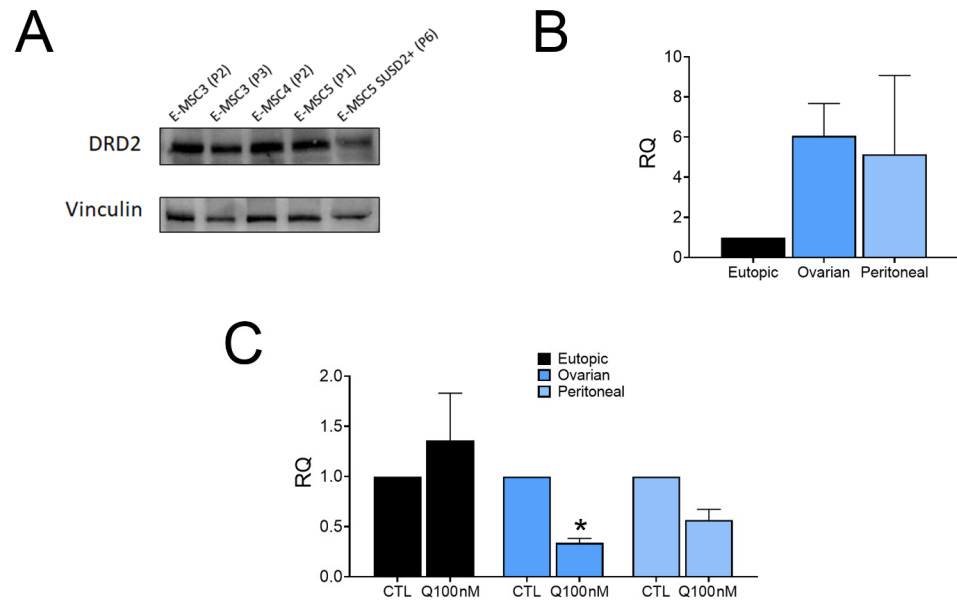 A
E-MSC3 (P2)
E-MSC3 (P3)
E-MSC4 (P2)
E-MSC5 (P1)
E-MSC5 SUSD2+ (P6)
DRD2
Vinculin
B
RQ
10
8
6
4
2
0
Eutopic Ovarian Peritoneal
C
Eutopic
Ovarian
Peritoneal
RQ
2.0
1.5
1.0
0.5
0.0
*
CTL Q100nM CTL Q100nM CTL Q100nM